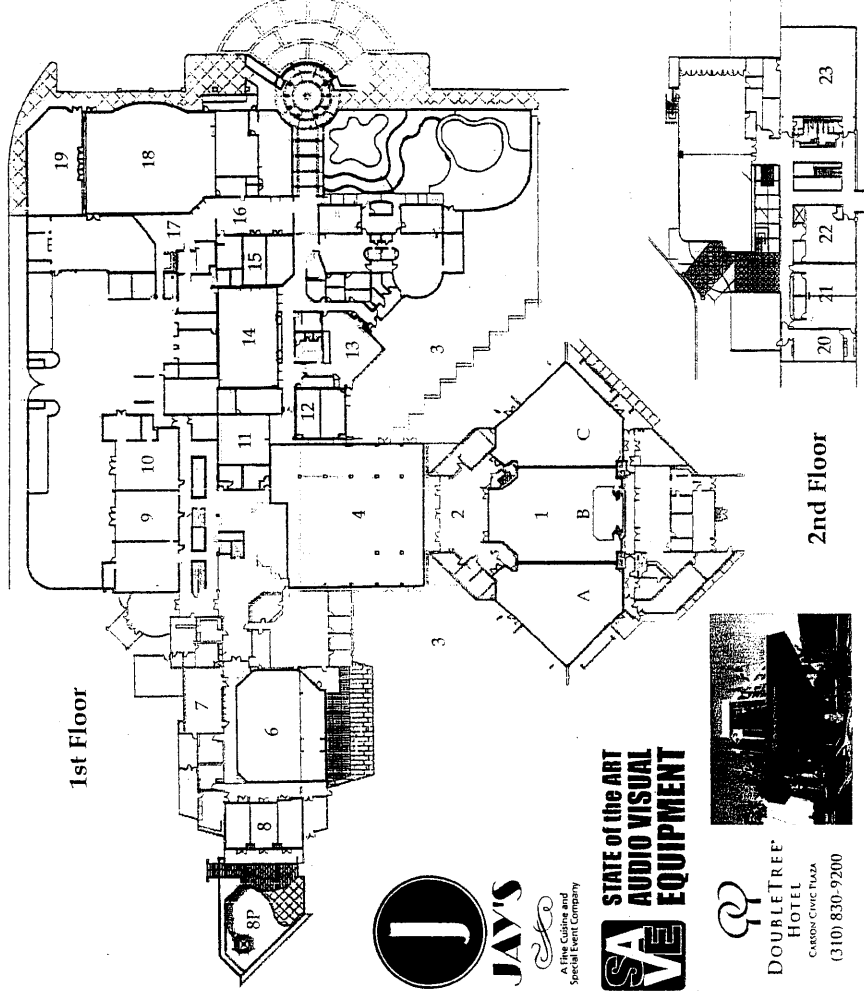 1st Floor
19
18
17
16
15
14
13
12
11
10
9
7
6
8
8P
4
3
3
2
1
A
B
C
2nd Floor
23
22
21
20
J
JAY'S
A Fine Cuisine and
Special Event Company
SAVE
STATE of the ART
AUDIO VISUAL
EQUIPMENT
DOUBLETREE®
HOTEL
CARSON CIVIC PLAZA
(310) 830-9200